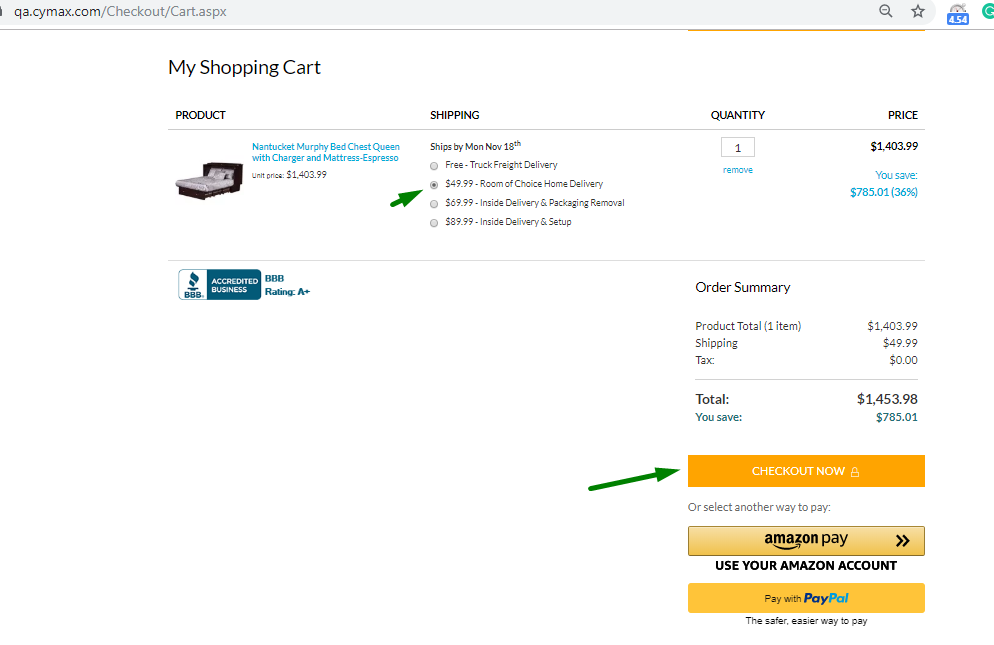 qa.cymax.com/Checkout/Cart.aspx
4.54
My Shopping Cart
PRODUCT SHIPPING QUANTITY PRICE
Nantucket Murphy Bed Chest Queen
with Charger and Mattress-Espresso
Unit price: $1,403.99
Ships by Mon Nov 18th
Free - Truck Freight Delivery
$49.99 - Room of Choice Home Delivery
$69.99 - Inside Delivery & Packaging Removal
$89.99 - Inside Delivery & Setup
1
remove
$1,403.99
You save:
$785.01 (36%)
BBB.
ACCREDITED
BUSINESS
BBB
Rating: A+
Order Summary
Product Total (1 item) $1,403.99
Shipping $49.99
Tax: $0.00
Total: $1,453.98
You save: $785.01
CHECKOUT NOW
Or select another way to pay:
amazon pay
USE YOUR AMAZON ACCOUNT
Pay with PayPal
The safer, easier way to pay